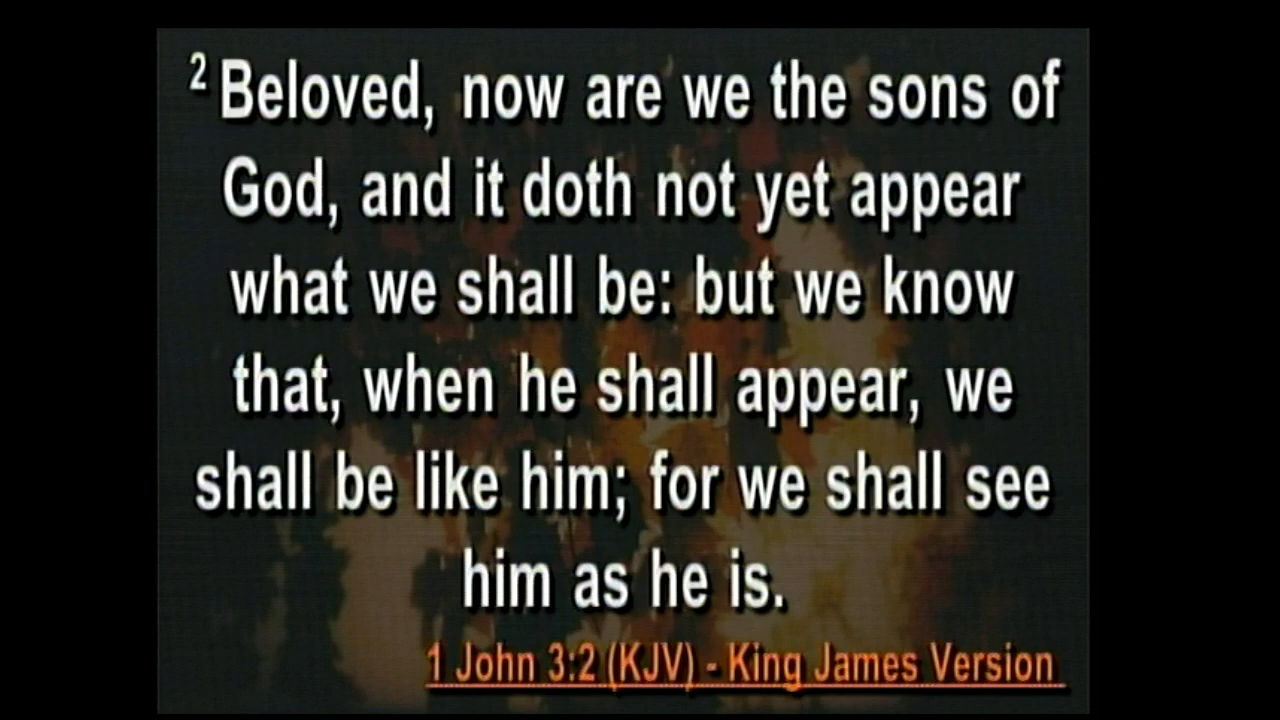 2 Beloved, now are we the sons of
God, and it doth not yet appear
what we shall be: but we know
that, when he shall appear, we
shall be like him; for we shall see
him as he is.
1 John 3:2 (KJV) - King James Version